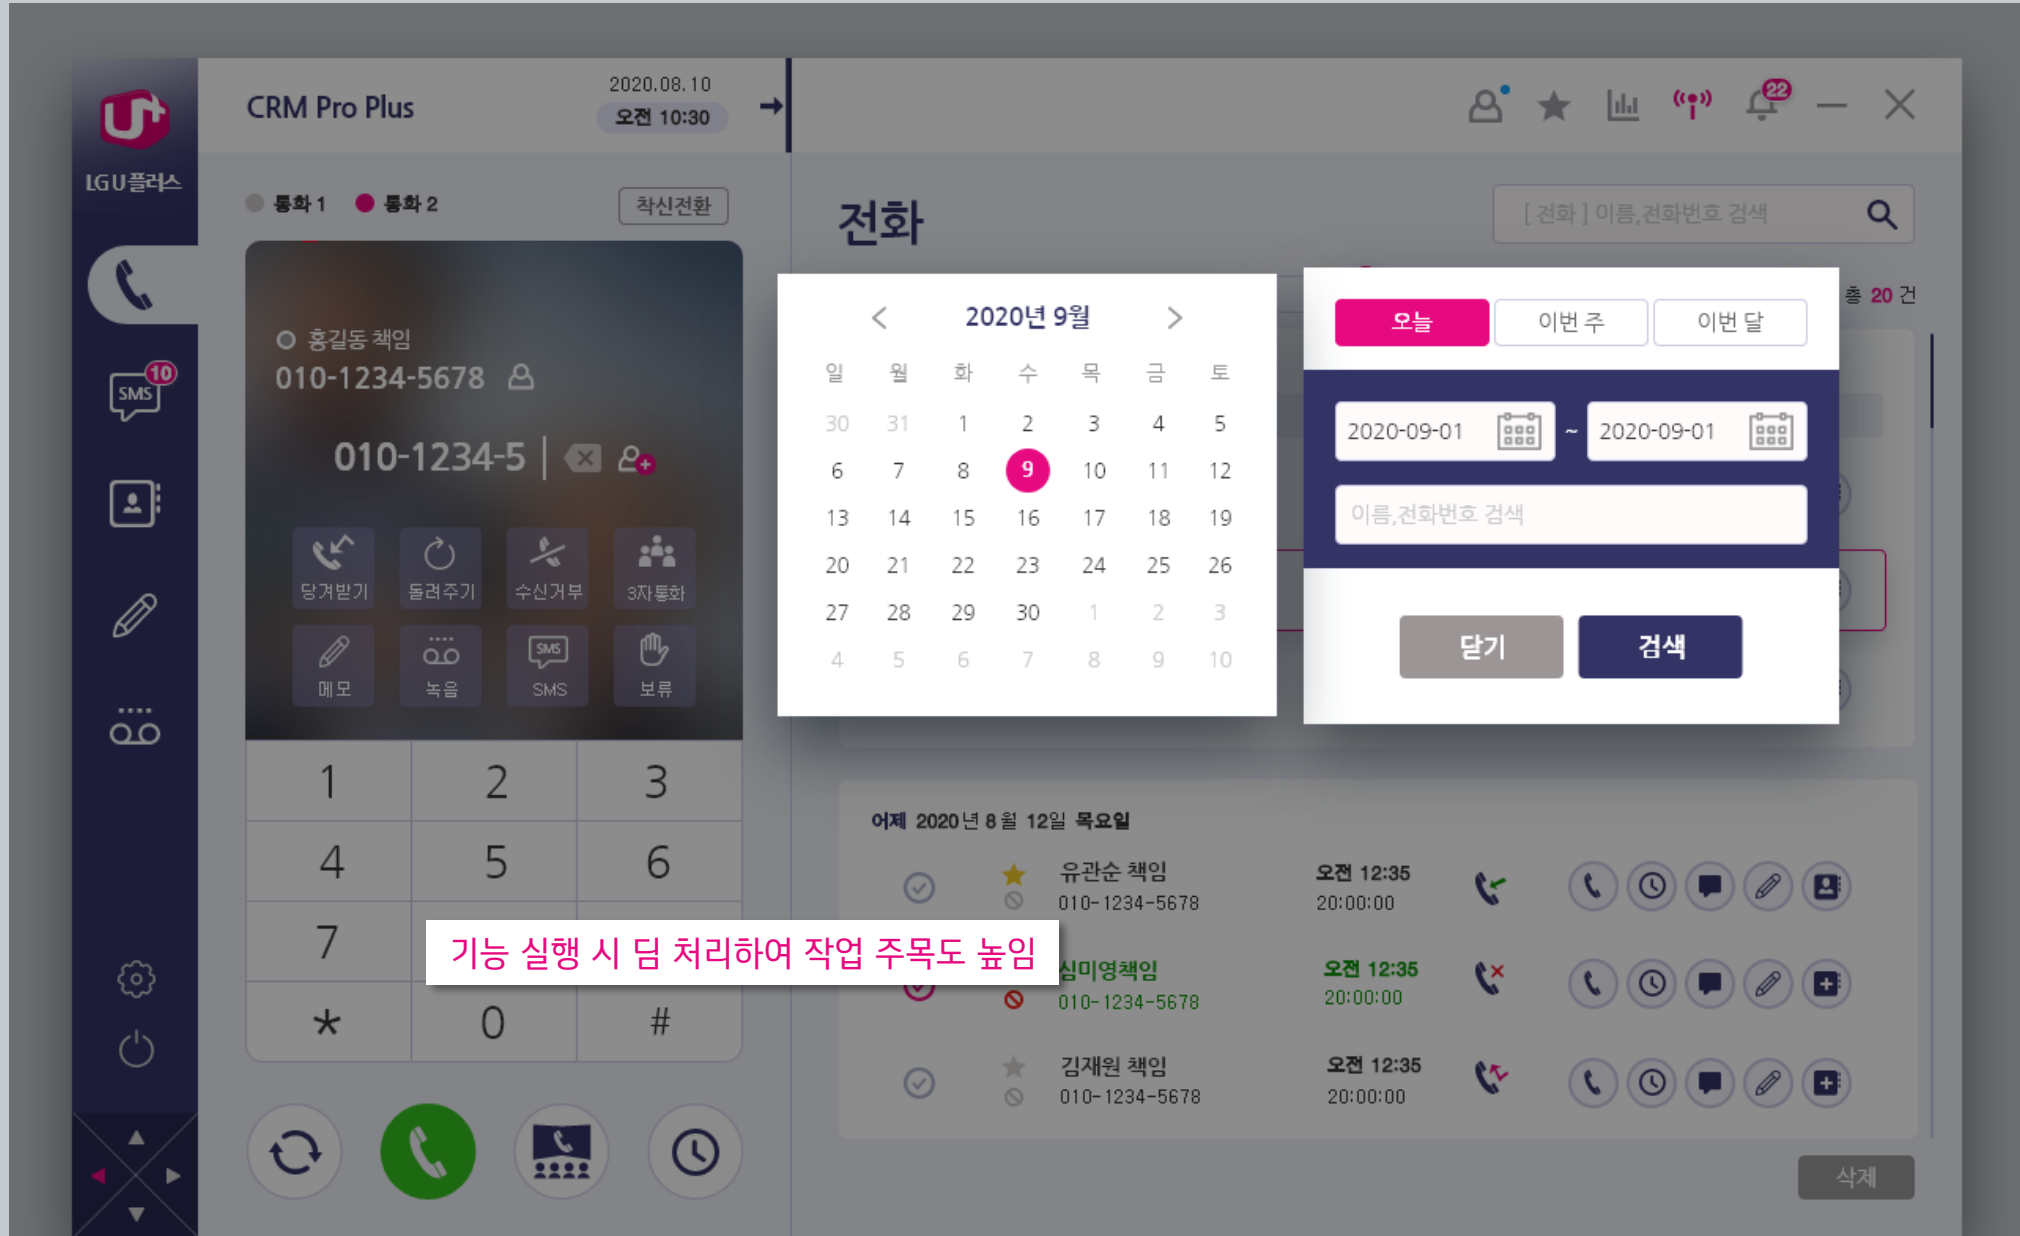 LG U플러스
CRM Pro Plus
2020.08.10
오전 10:30
22
통화 1
통화 2
착신전환
홍길동 책임
010-1234-5678
010-1234-5
당겨받기
돌려주기
수신거부
3자통화
메모
녹음
SMS
SMS
보류
SMS
10
1 2 3
4 5 6
7
* 0 #
전화
[ 전화 ] 이름,전화번호 검색
총 20 건
2020년 9월
일 월 화 수 목 금 토
30 31 1 2 3 4 5
6 7 8 9 10 11 12
13 14 15 16 17 18 19
20 21 22 23 24 25 26
27 28 29 30 1 2 3
4 5 6 7 8 9 10
오늘
이번 주
이번 달
2020-09-01 ~ 2020-09-01
이름,전화번호 검색
닫기
검색
어제 2020년 8월 12일 목요일
유관순 책임
010-1234-5678
오전 12:35
20:00:00
기능 실행 시 딤 처리하여 작업 주목도 높임
심미영책임
010-1234-5678
오전 12:35
20:00:00
김재원 책임
010-1234-5678
오전 12:35
20:00:00
삭제